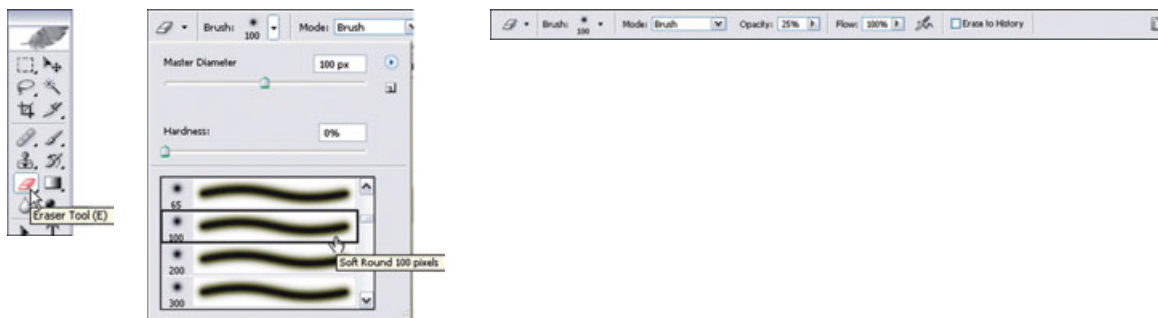 Eraser Tool (E)
Brush: 100 Mode: Brush
Master Diameter 100 px
Hardness: 0%
65
100
200
300
Soft Round 100 pixels
Brush: 100 Mode: Brush Opacity: 25% Flow: 100% Erase to History